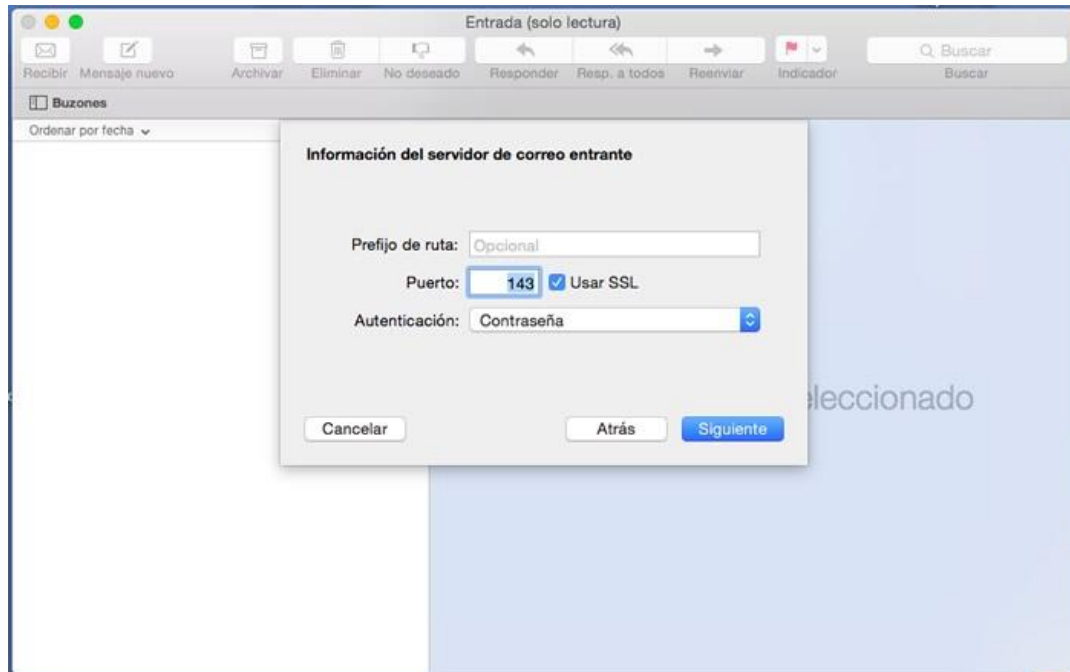 Entrada (solo lectura)
Recibir Mensaje nuevo Archivar Eliminar No deseado Responder Resp. a todos Reenviar Indicador Buscar
Buscar
Buzones
Ordenar por fecha
Información del servidor de correo entrante
Prefijo de ruta: Opcional
Puerto: 143 Usar SSL
Autenticación: Contraseña
eleccionado
Cancelar Atrás Siguiente